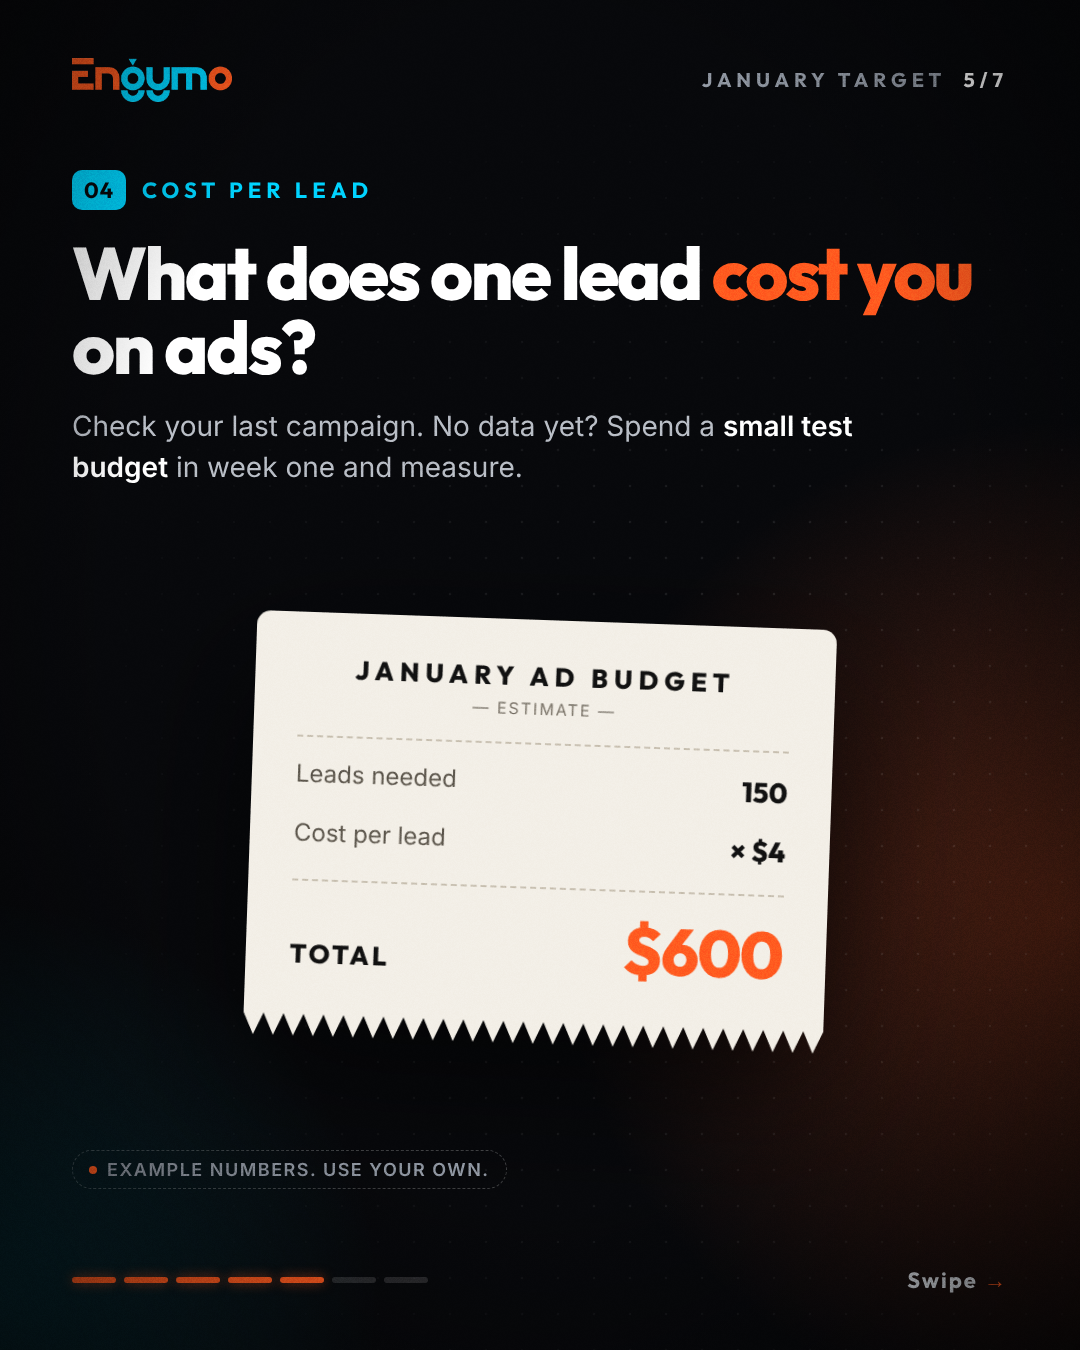 Engymo
JANUARY TARGET 5/7
04 COST PER LEAD
What does one lead cost you
on ads?
Check your last campaign. No data yet? Spend a small test
budget in week one and measure.
JANUARY AD BUDGET
— ESTIMATE —
Leads needed 150
Cost per lead × $4
TOTAL $600
EXAMPLE NUMBERS. USE YOUR OWN.
Swipe →